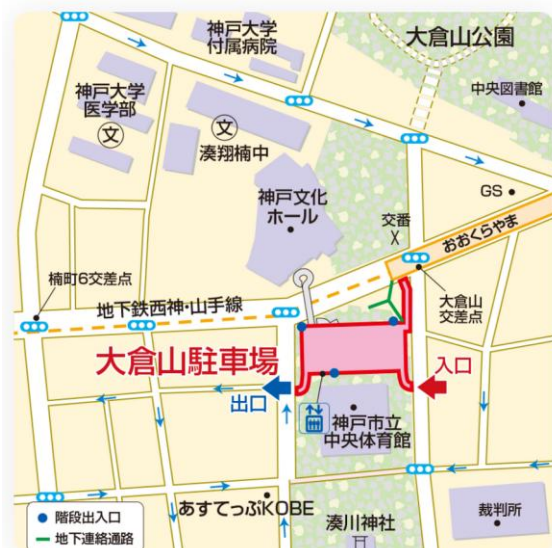 神戸大学
付属病院
大倉山公園
神戸大学
医学部
文
文
湊翔楠中
中央図書館
神戸文化
ホール
GS
交番
X
おおくらやま
楠町6交差点
地下鉄西神・山手線
大倉山
交差点
大倉山駐車場
入口
出口
神戸市立
中央体育館
あすてっぷKOBE
湊川神社
裁判所
階段出入口
地下連絡通路